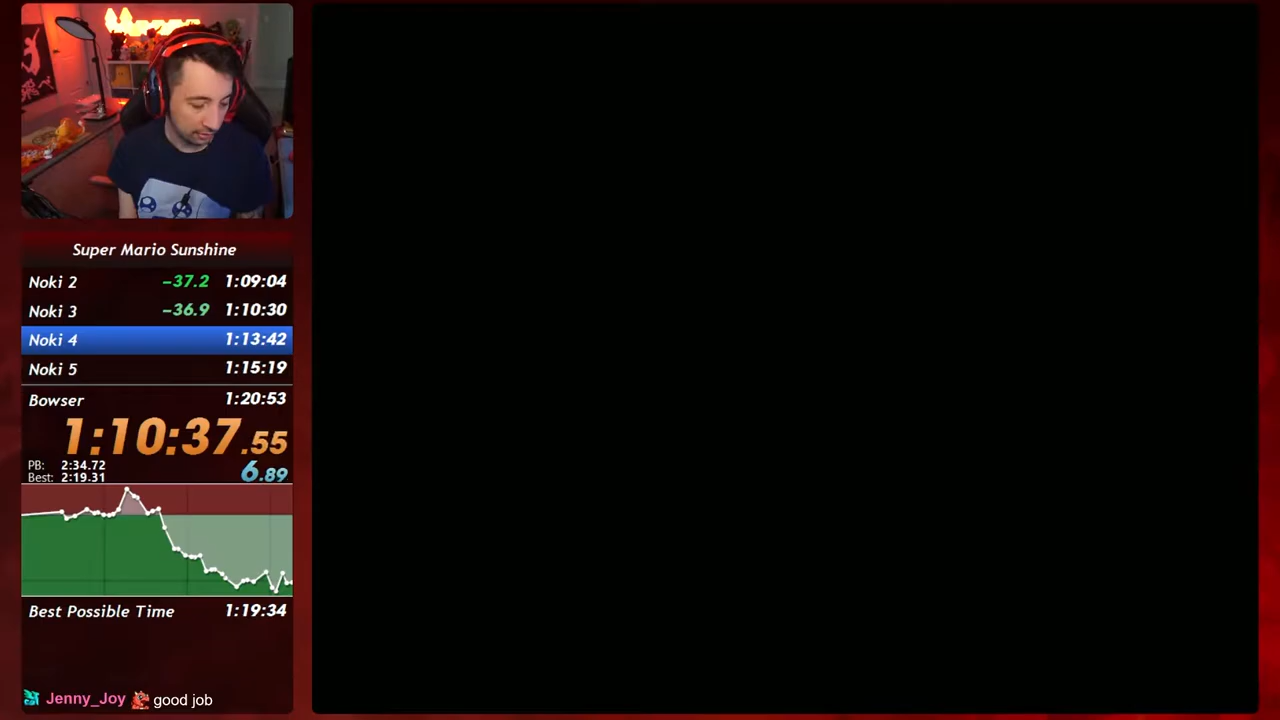 Super Mario Sunshine
Noki 2 -37.2 1:09:04
Noki 3 -36.9 1:10:30
Noki 4 1:13:42
Noki 5 1:15:19
Bowser 1:20:53
1:10:37.55
PB: 2:34.72
Best: 2:19.31
6.89
Best Possible Time 1:19:34
Jenny_Joy good job